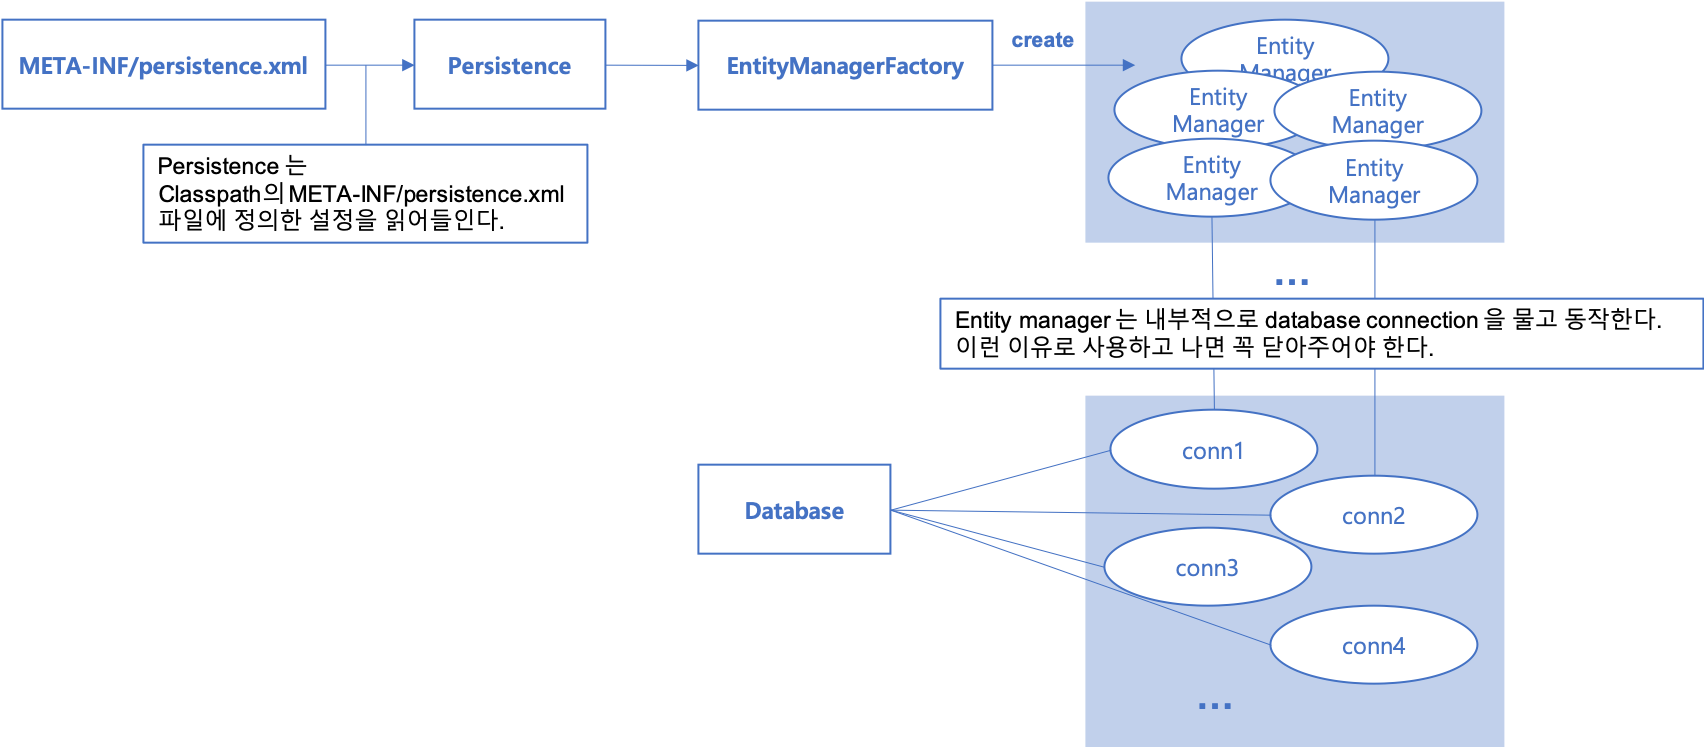 META-INF/persistence.xml
Persistence
EntityManagerFactory
create
Entity
Manager
Entity
Manager
Entity
Manager
Entity
Manager
Entity
Manager
Persistence 는
Classpath의 META-INF/persistence.xml
파일에 정의한 설정을 읽어들인다.
...
Entity manager 는 내부적으로 database connection 을 물고 동작한다.
이런 이유로 사용하고 나면 꼭 닫아주어야 한다.
Database
conn1
conn2
conn3
conn4
...